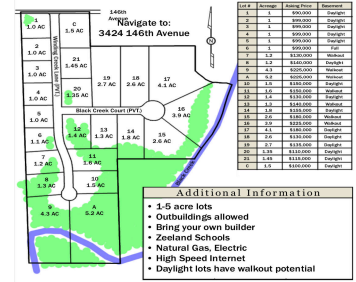 146th
Avenue
Navigate to:
3424 146th Avenue
1
1.0 AC
C
1.5 AC
2
1.0 AC
21
1.45 AC
3
1.0 AC
19
2.7 AC
18
2.6 AC
17
4.1 AC
4
1.0 AC
20
1.35 AC
Black Creek Court (PVT.)
5
1.0 AC
16
3.9 AC
6
1.1 AC
12
1.4 AC
13
1.3 AC
14
1.8 AC
15
2.6 AC
7
1.2 AC
11
1.6 AC
8
1.3 AC
10
1.5 AC
9
4.3 AC
A
5.2 AC
Lot # Acreage Asking Price Basement
1 1 $99,000 Daylight
2 1 $99,000 Daylight
3 1 $99,000 Daylight
4 1 $99,000 Daylight
5 1 $99,000 Daylight
6 1 $99,000 Full
7 1.2 $130,000 Walkout
8 1.2 $140,000 Daylight
9 4.3 $225,000 Walkout
A 5.2 $225,000 Walkout
10 1.5 $150,000 Walkout
11 1.6 $150,000 Walkout
12 1.4 $130,000 Daylight
13 1.3 $140,000 Walkout
14 1.8 $155,000 Daylight
15 2.6 $180,000 Walkout
16 3.9 $225,000 Walkout
17 4.1 $180,000 Daylight
18 2.6 $130,000 Daylight
19 2.7 $135,000 Daylight
20 1.35 $110,000 Daylight
21 1.45 $115,000 Daylight
C 1.5 $100,000 Daylight
Additional Information
• 1-5 acre lots
• Outbuildings allowed
• Bring your own builder
• Zeeland Schools
• Natural Gas, Electric
• High Speed Internet
• Daylight lots have walkout potential